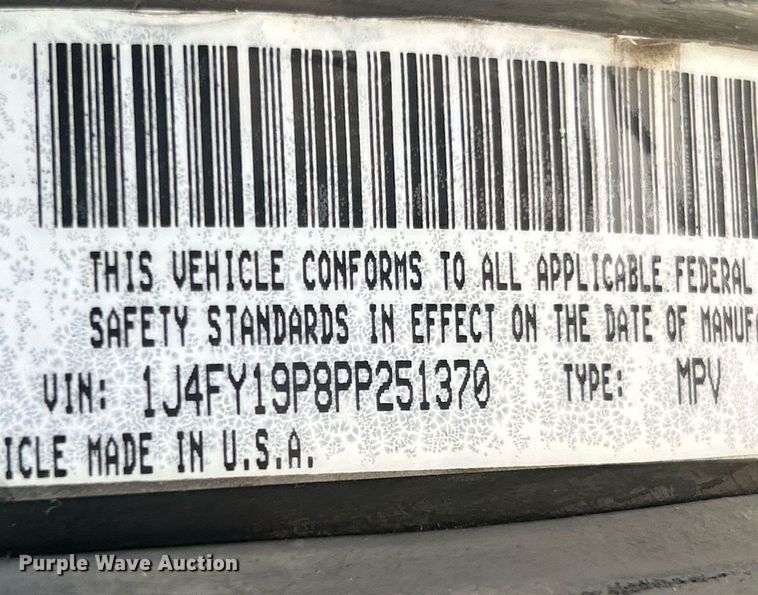 THIS VEHICLE CONFORMS TO ALL APPLICABLE FEDERAL
SAFETY STANDARDS IN EFFECT ON THE DATE OF MANUF
VIN: 1J4FY19P8PP251370 TYPE: MPV
ICLE MADE IN U.S.A.
Purple Wave Auction